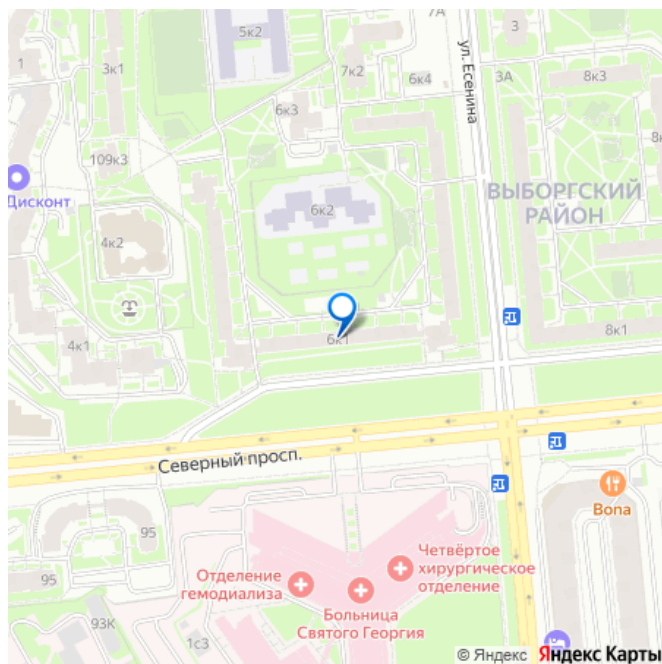 7А
3
5к2
1
3к1
7к2
6к4
ул. Есенина
3А
8к3
6к3
109к3
Дисконт
6к2
ВЫБОРГСКИЙ
РАЙОН
4к2
4к1
6к1
8к1
Северный просп.
95
Bona
95
Отделение
гемодиализа
Четвёртое
хирургическое
отделение
Больница
Святого Георгия
93К
1с3
© Яндекс Яндекс Карты